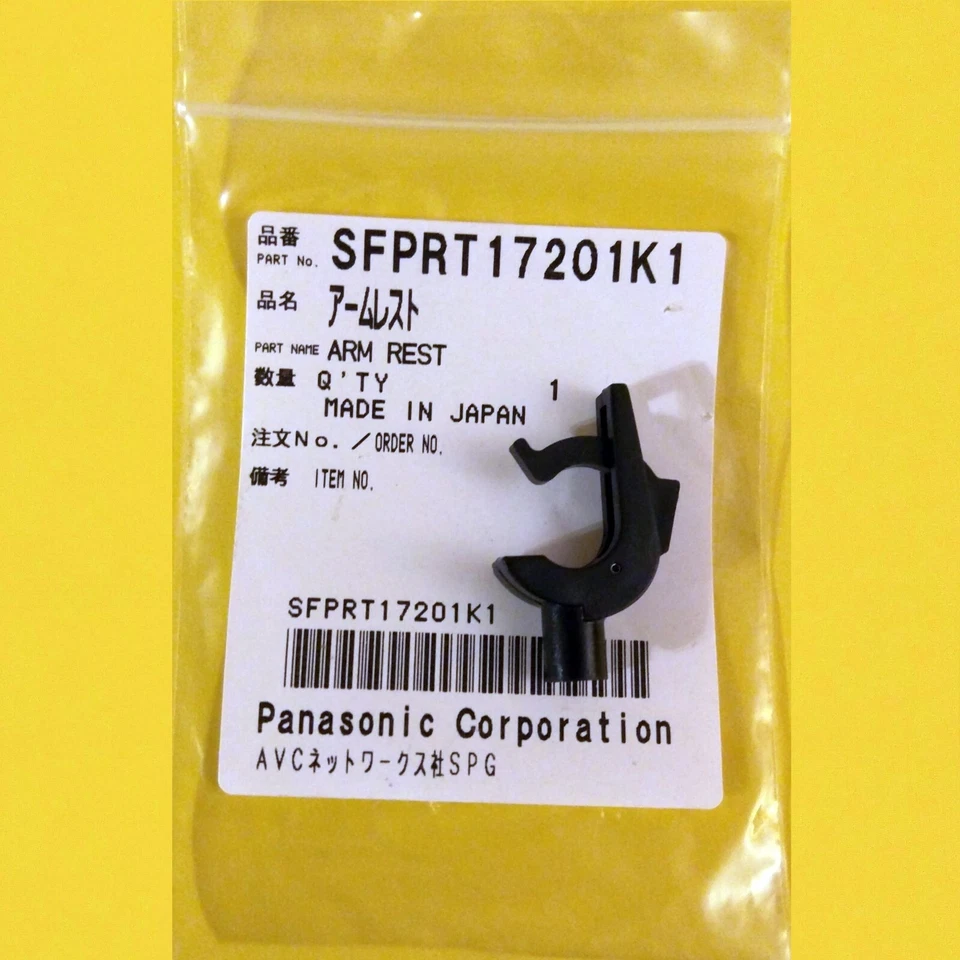 品番
PART No. SFPRT17201K1
品名 アームレスト
PART NAME ARM REST
数量 Q'TY 1
MADE IN JAPAN
注文No./ORDER NO.
備考 ITEM NO.
SFPRT17201K1
Panasonic Corporation
AVCネットワークス社SPG